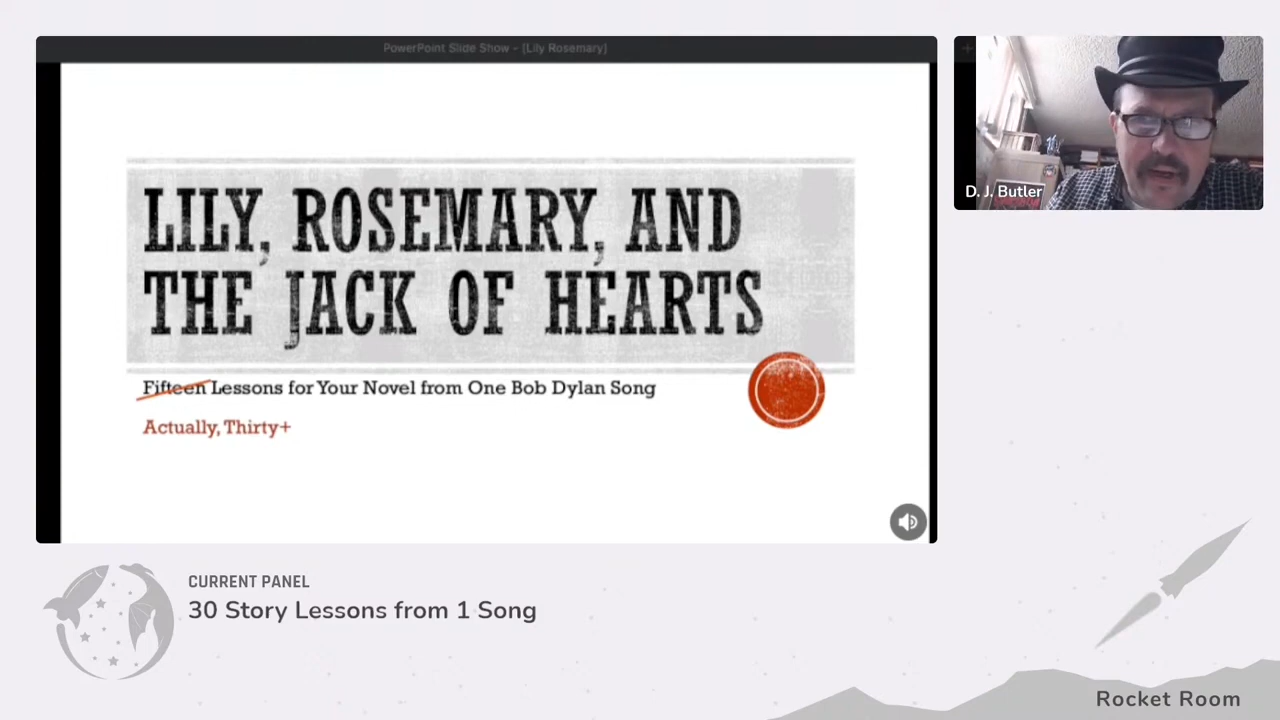 PowerPoint Slide Show - [Lily Rosemary]
LILY, ROSEMARY, AND
THE JACK OF HEARTS
Fifteen Lessons for Your Novel from One Bob Dylan Song
Actually, Thirty+
D. J. Butler
CURRENT PANEL
30 Story Lessons from 1 Song
Rocket Room